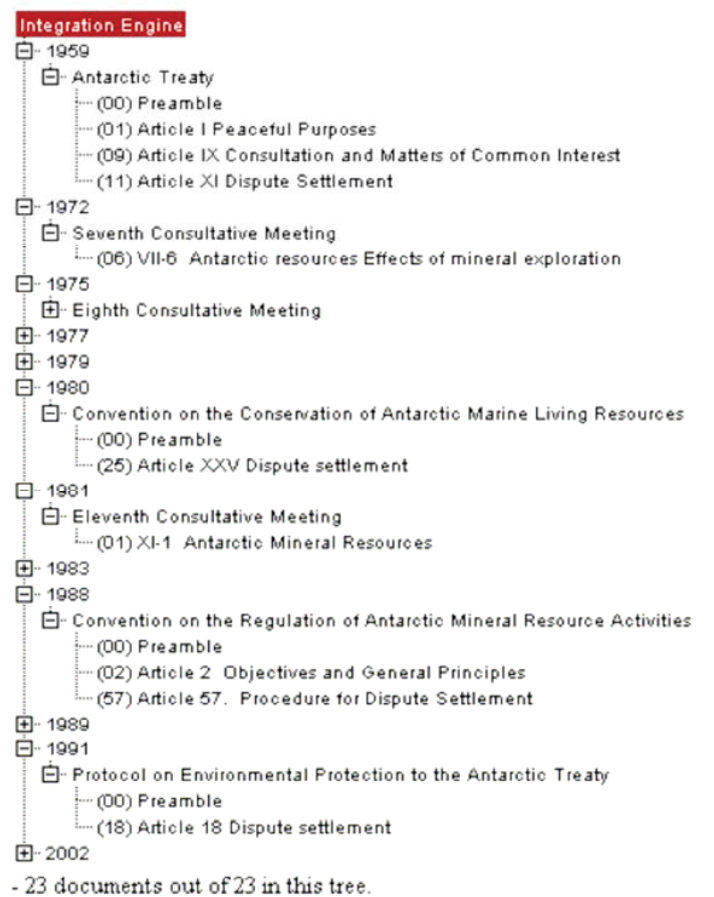 Integration Engine
1959
Antarctic Treaty
(00) Preamble
(01) Article I Peaceful Purposes
(09) Article IX Consultation and Matters of Common Interest
(11) Article XI Dispute Settlement
1972
Seventh Consultative Meeting
(06) VII-6 Antarctic resources Effects of mineral exploration
1975
Eighth Consultative Meeting
1977
1979
1980
Convention on the Conservation of Antarctic Marine Living Resources
(00) Preamble
(25) Article XXV Dispute settlement
1981
Eleventh Consultative Meeting
(01) XI-1 Antarctic Mineral Resources
1983
1988
Convention on the Regulation of Antarctic Mineral Resource Activities
(00) Preamble
(02) Article 2 Objectives and General Principles
(57) Article 57. Procedure for Dispute Settlement
1989
1991
Protocol on Environmental Protection to the Antarctic Treaty
(00) Preamble
(18) Article 18 Dispute settlement
2002
- 23 documents out of 23 in this tree.